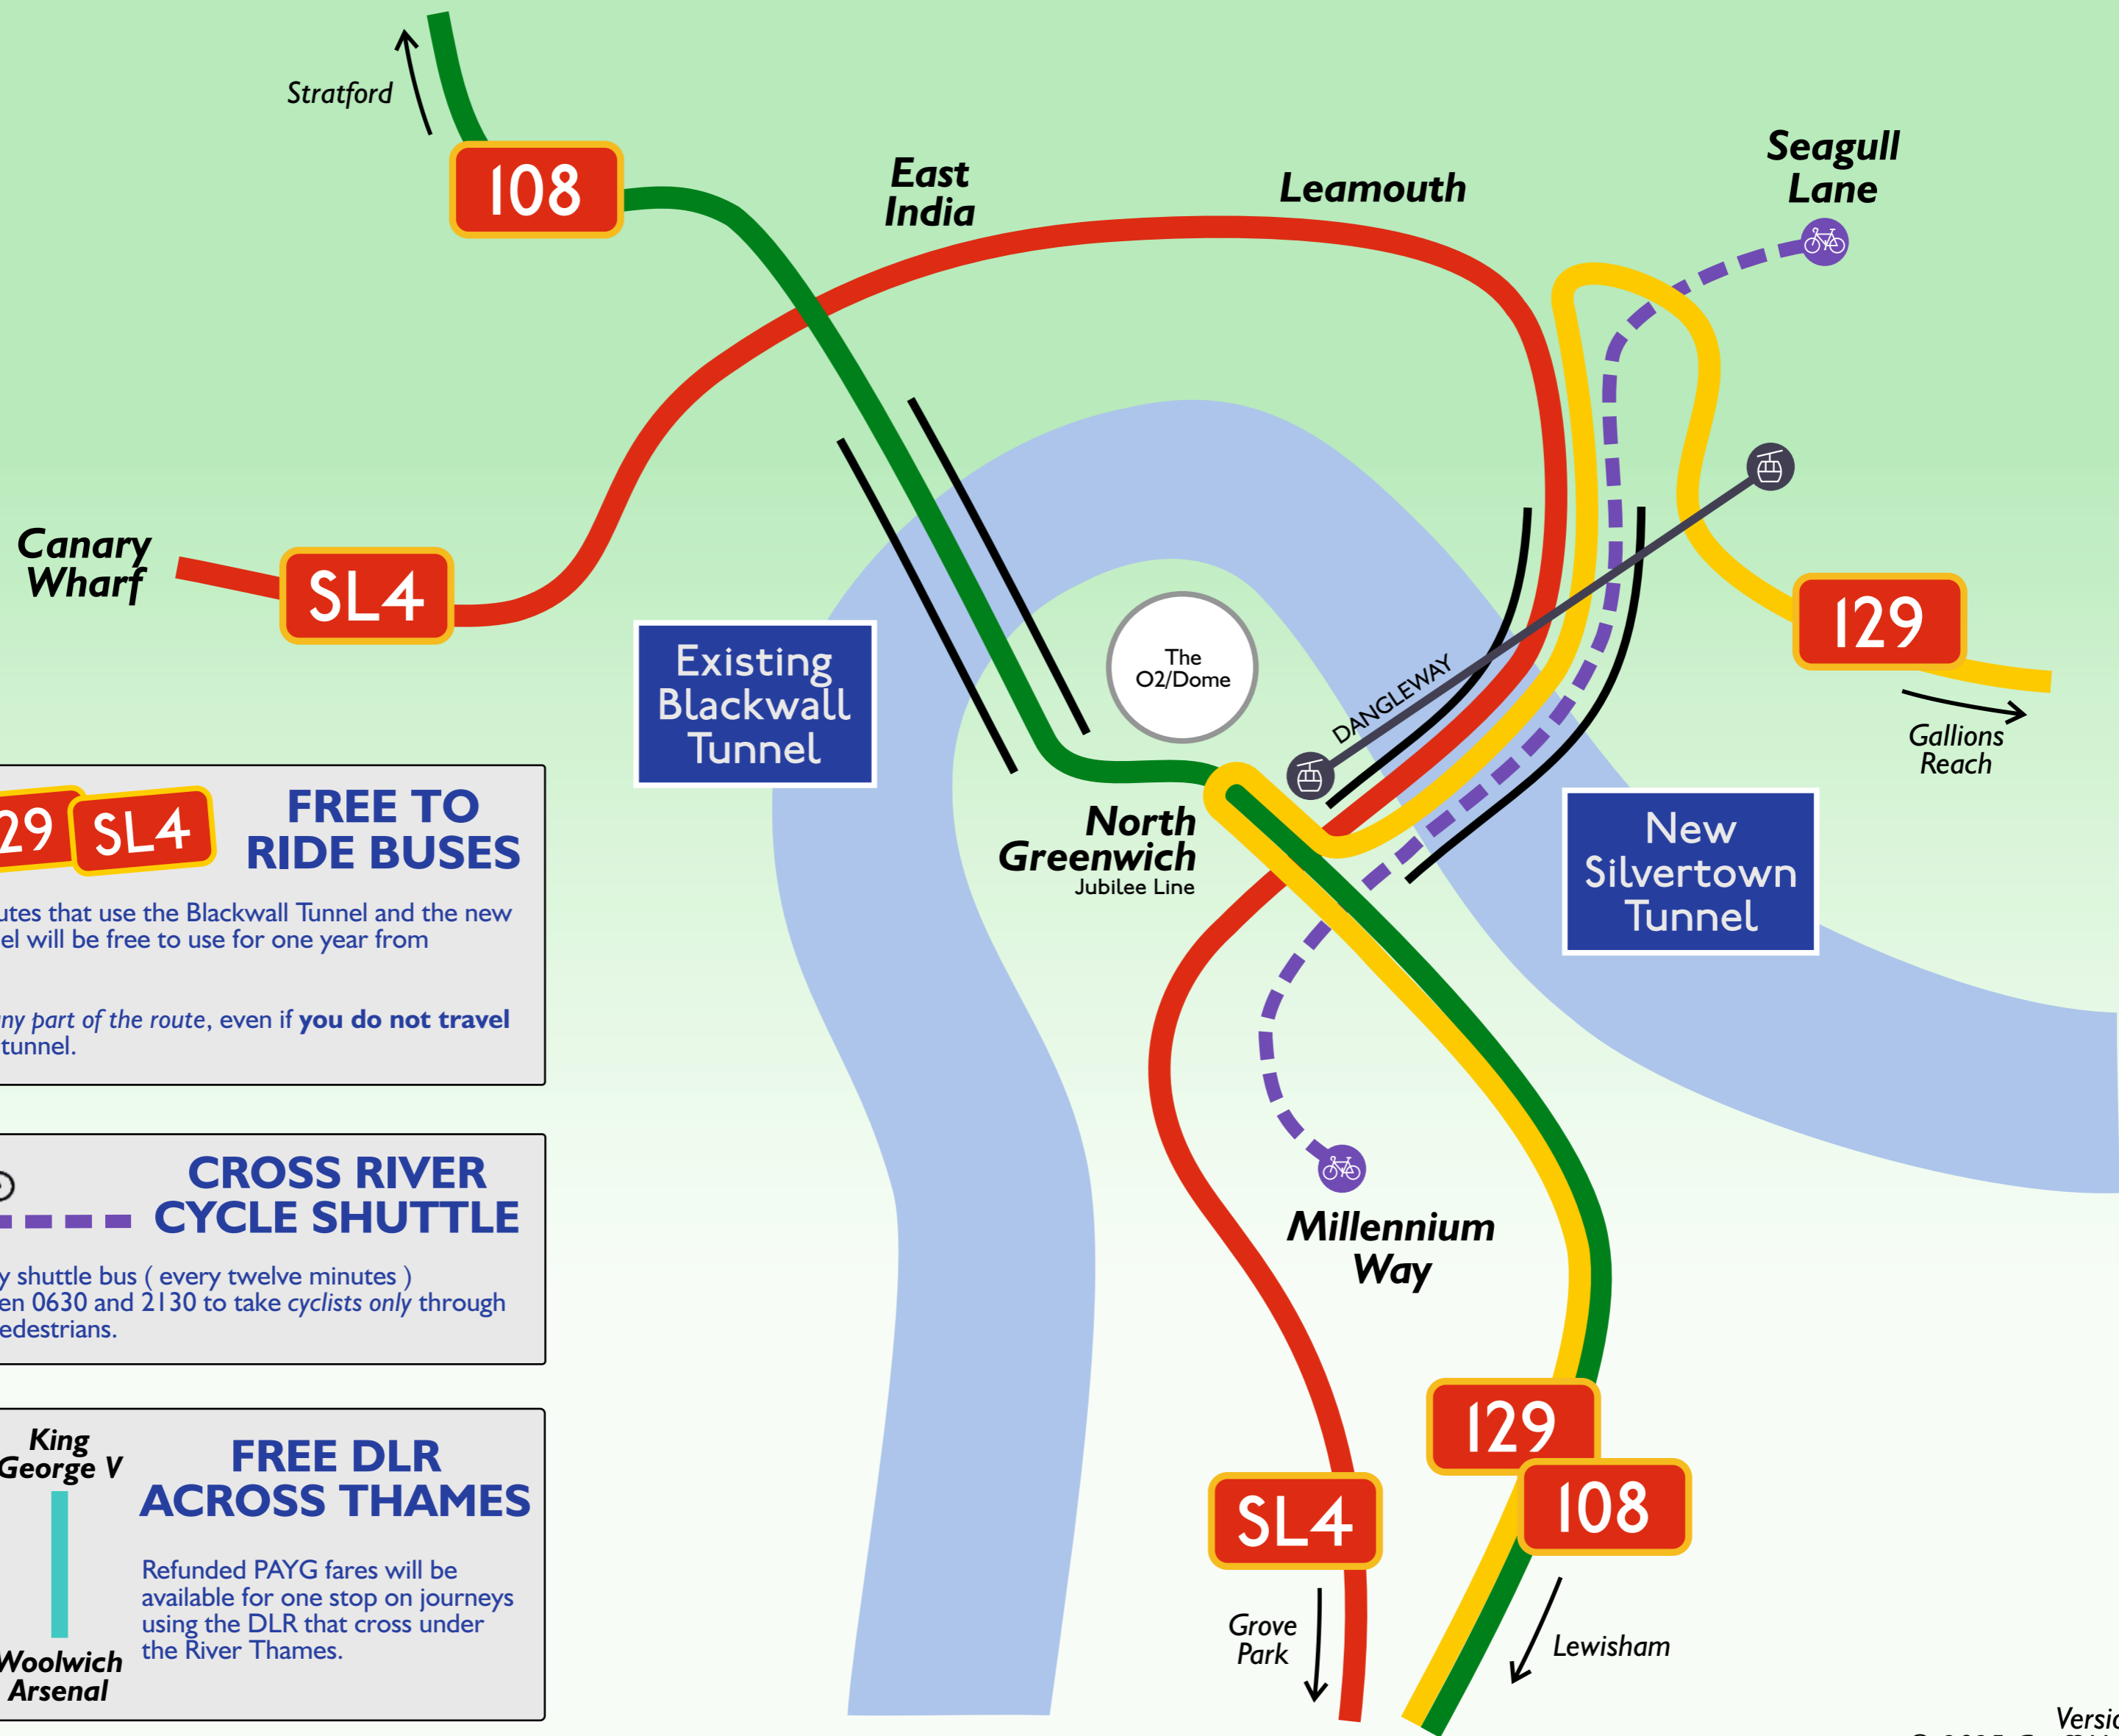 Stratford
108
East
India
Leamouth
Seagull
Lane
Canary
Wharf
SL4
Existing
Blackwall
Tunnel
The
O2/Dome
DANGLEWAY
129
Gallions
Reach
North
Greenwich
Jubilee Line
New
Silvertown
Tunnel
29 SL4
FREE TO
RIDE BUSES
that use the Blackwall Tunnel and the new
will be free to use for one year from
part of the route, even if you do not travel
tunnel.
CROSS RIVER
CYCLE SHUTTLE
shuttle bus ( every twelve minutes )
0630 and 2130 to take cyclists only through
Millennium
Way
King
George V
FREE DLR
ACROSS THAMES
Refunded PAYG fares will be
available for one stop on journeys
using the DLR that cross under
the River Thames.
Woolwich
Arsenal
129
108
SL4
Grove
Park
Lewisham